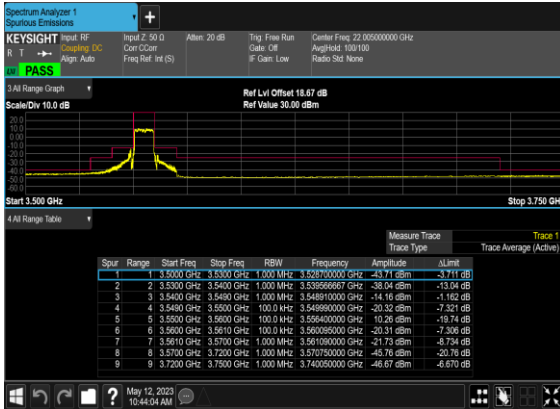 Spectrum Analyzer 1
Spurious Emissions
+
KEYSIGHT Input: RF Input Z: 50 Ω Atten: 20 dB Trig: Free Run Center Freq: 22.005000000 GHz
R T Coupling: DC Corr CCorr Gate: Off Avg|Hold: 100/100
Align: Auto Freq Ref: Int (S) IF Gain: Low Radio Std: None
PASS
3 All Range Graph
Ref Lvl Offset 18.67 dB
Scale/Div 10.0 dB Ref Value 30.00 dBm
20.0
10.0
0.00
-10.0
-20.0
-30.0
-40.0
-50.0
-60.0
Start 3.500 GHz Stop 3.750 GH
4 All Range Table
Measure Trace Trace 1
Trace Type Trace Average (Active)
Spur Range Start Freq Stop Freq RBW Frequency Amplitude ΔLimit
1 1 3.5000 GHz 3.5300 GHz 1.000 MHz 3.528700000 GHz -43.71 dBm -3.711 dB
2 2 3.5300 GHz 3.5400 GHz 1.000 MHz 3.539566667 GHz -38.04 dBm -13.04 dB
3 3 3.5400 GHz 3.5490 GHz 1.000 MHz 3.548910000 GHz -14.16 dBm -1.162 dB
4 4 3.5490 GHz 3.5500 GHz 100.0 kHz 3.549990000 GHz -20.32 dBm -7.321 dB
5 5 3.5500 GHz 3.5600 GHz 100.0 kHz 3.556400000 GHz 10.26 dBm -19.74 dB
6 6 3.5600 GHz 3.5610 GHz 100.0 kHz 3.560095000 GHz -20.31 dBm -7.306 dB
7 7 3.5610 GHz 3.5700 GHz 1.000 MHz 3.561090000 GHz -21.73 dBm -8.734 dB
8 8 3.5700 GHz 3.7200 GHz 1.000 MHz 3.570750000 GHz -45.76 dBm -20.76 dB
9 9 3.7200 GHz 3.7500 GHz 1.000 MHz 3.740050000 GHz -46.67 dBm -6.670 dB
?
May 12, 2023
10:44:04 AM